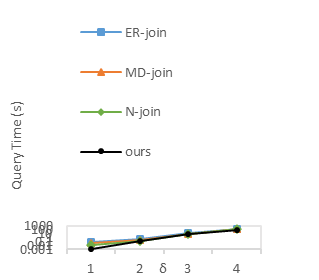 ER-join
MD-join
N-join
ours
Query Time (s)
1000
0.001
1 2 δ 3 4